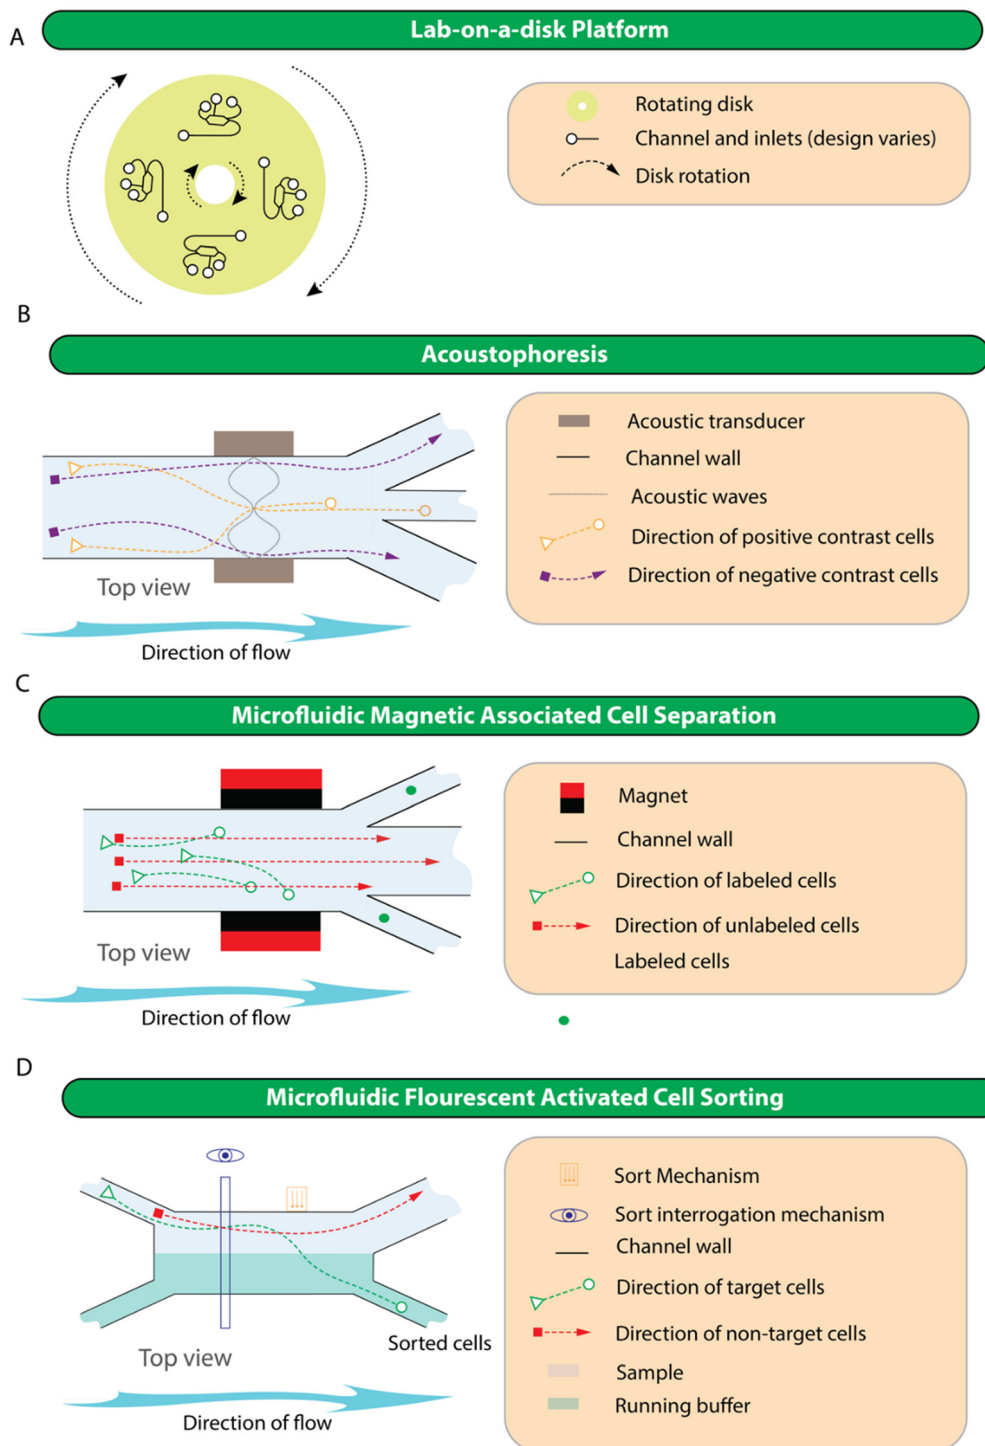 A
Lab-on-a-disk Platform
Rotating disk
Channel and inlets (design varies)
Disk rotation
B
Acoustophoresis
Acoustic transducer
Channel wall
Acoustic waves
Direction of positive contrast cells
Direction of negative contrast cells
Top view
Direction of flow
C
Microfluidic Magnetic Associated Cell Separation
Magnet
Channel wall
Direction of labeled cells
Direction of unlabeled cells
Labeled cells
Top view
Direction of flow
D
Microfluidic Flourescent Activated Cell Sorting
Sort Mechanism
Sort interrogation mechanism
Channel wall
Direction of target cells
Direction of non-target cells
Sample
Running buffer
Sorted cells
Top view
Direction of flow